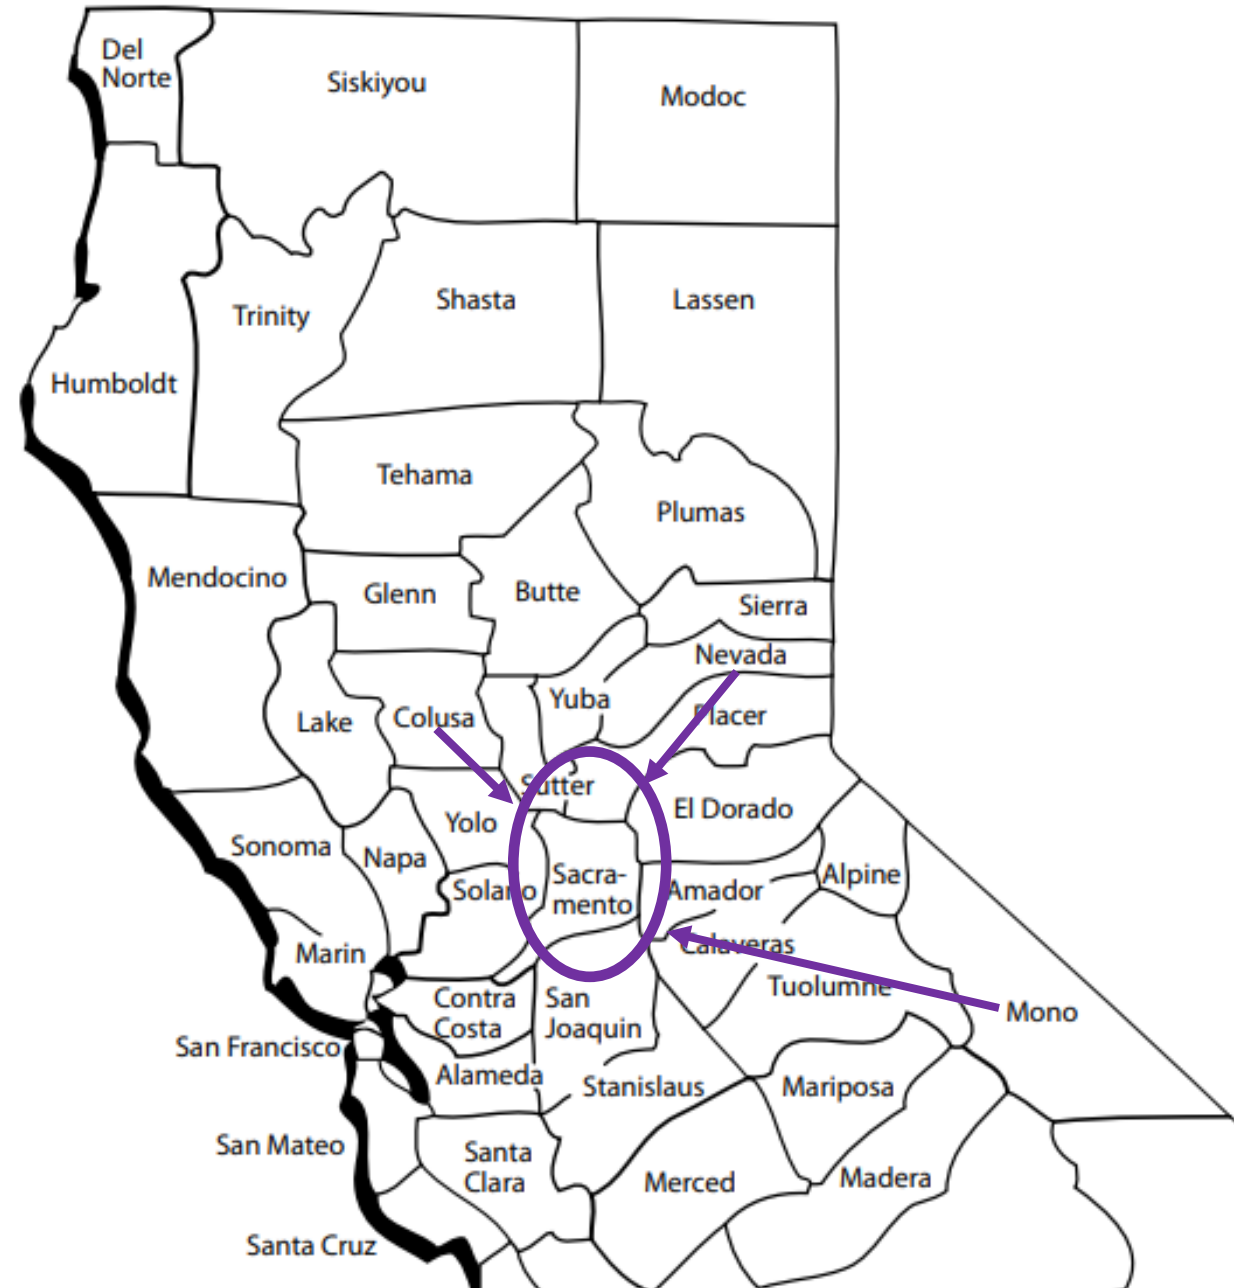 Del
Norte
Siskiyou
Modoc
Trinity
Shasta
Lassen
Humboldt
Tehama
Plumas
Mendocino
Glenn
Butte
Sierra
Nevada
Lake
Colusa
Yuba
Placer
Sutter
Yolo
El Dorado
Sonoma
Napa
Solano
Sacra-
mento
Amador
Alpine
Marin
Calaveras
Tuolumne
Contra
Costa
San
Joaquin
Mono
San Francisco
Alameda
Stanislaus
Mariposa
San Mateo
Santa
Clara
Merced
Madera
Santa Cruz